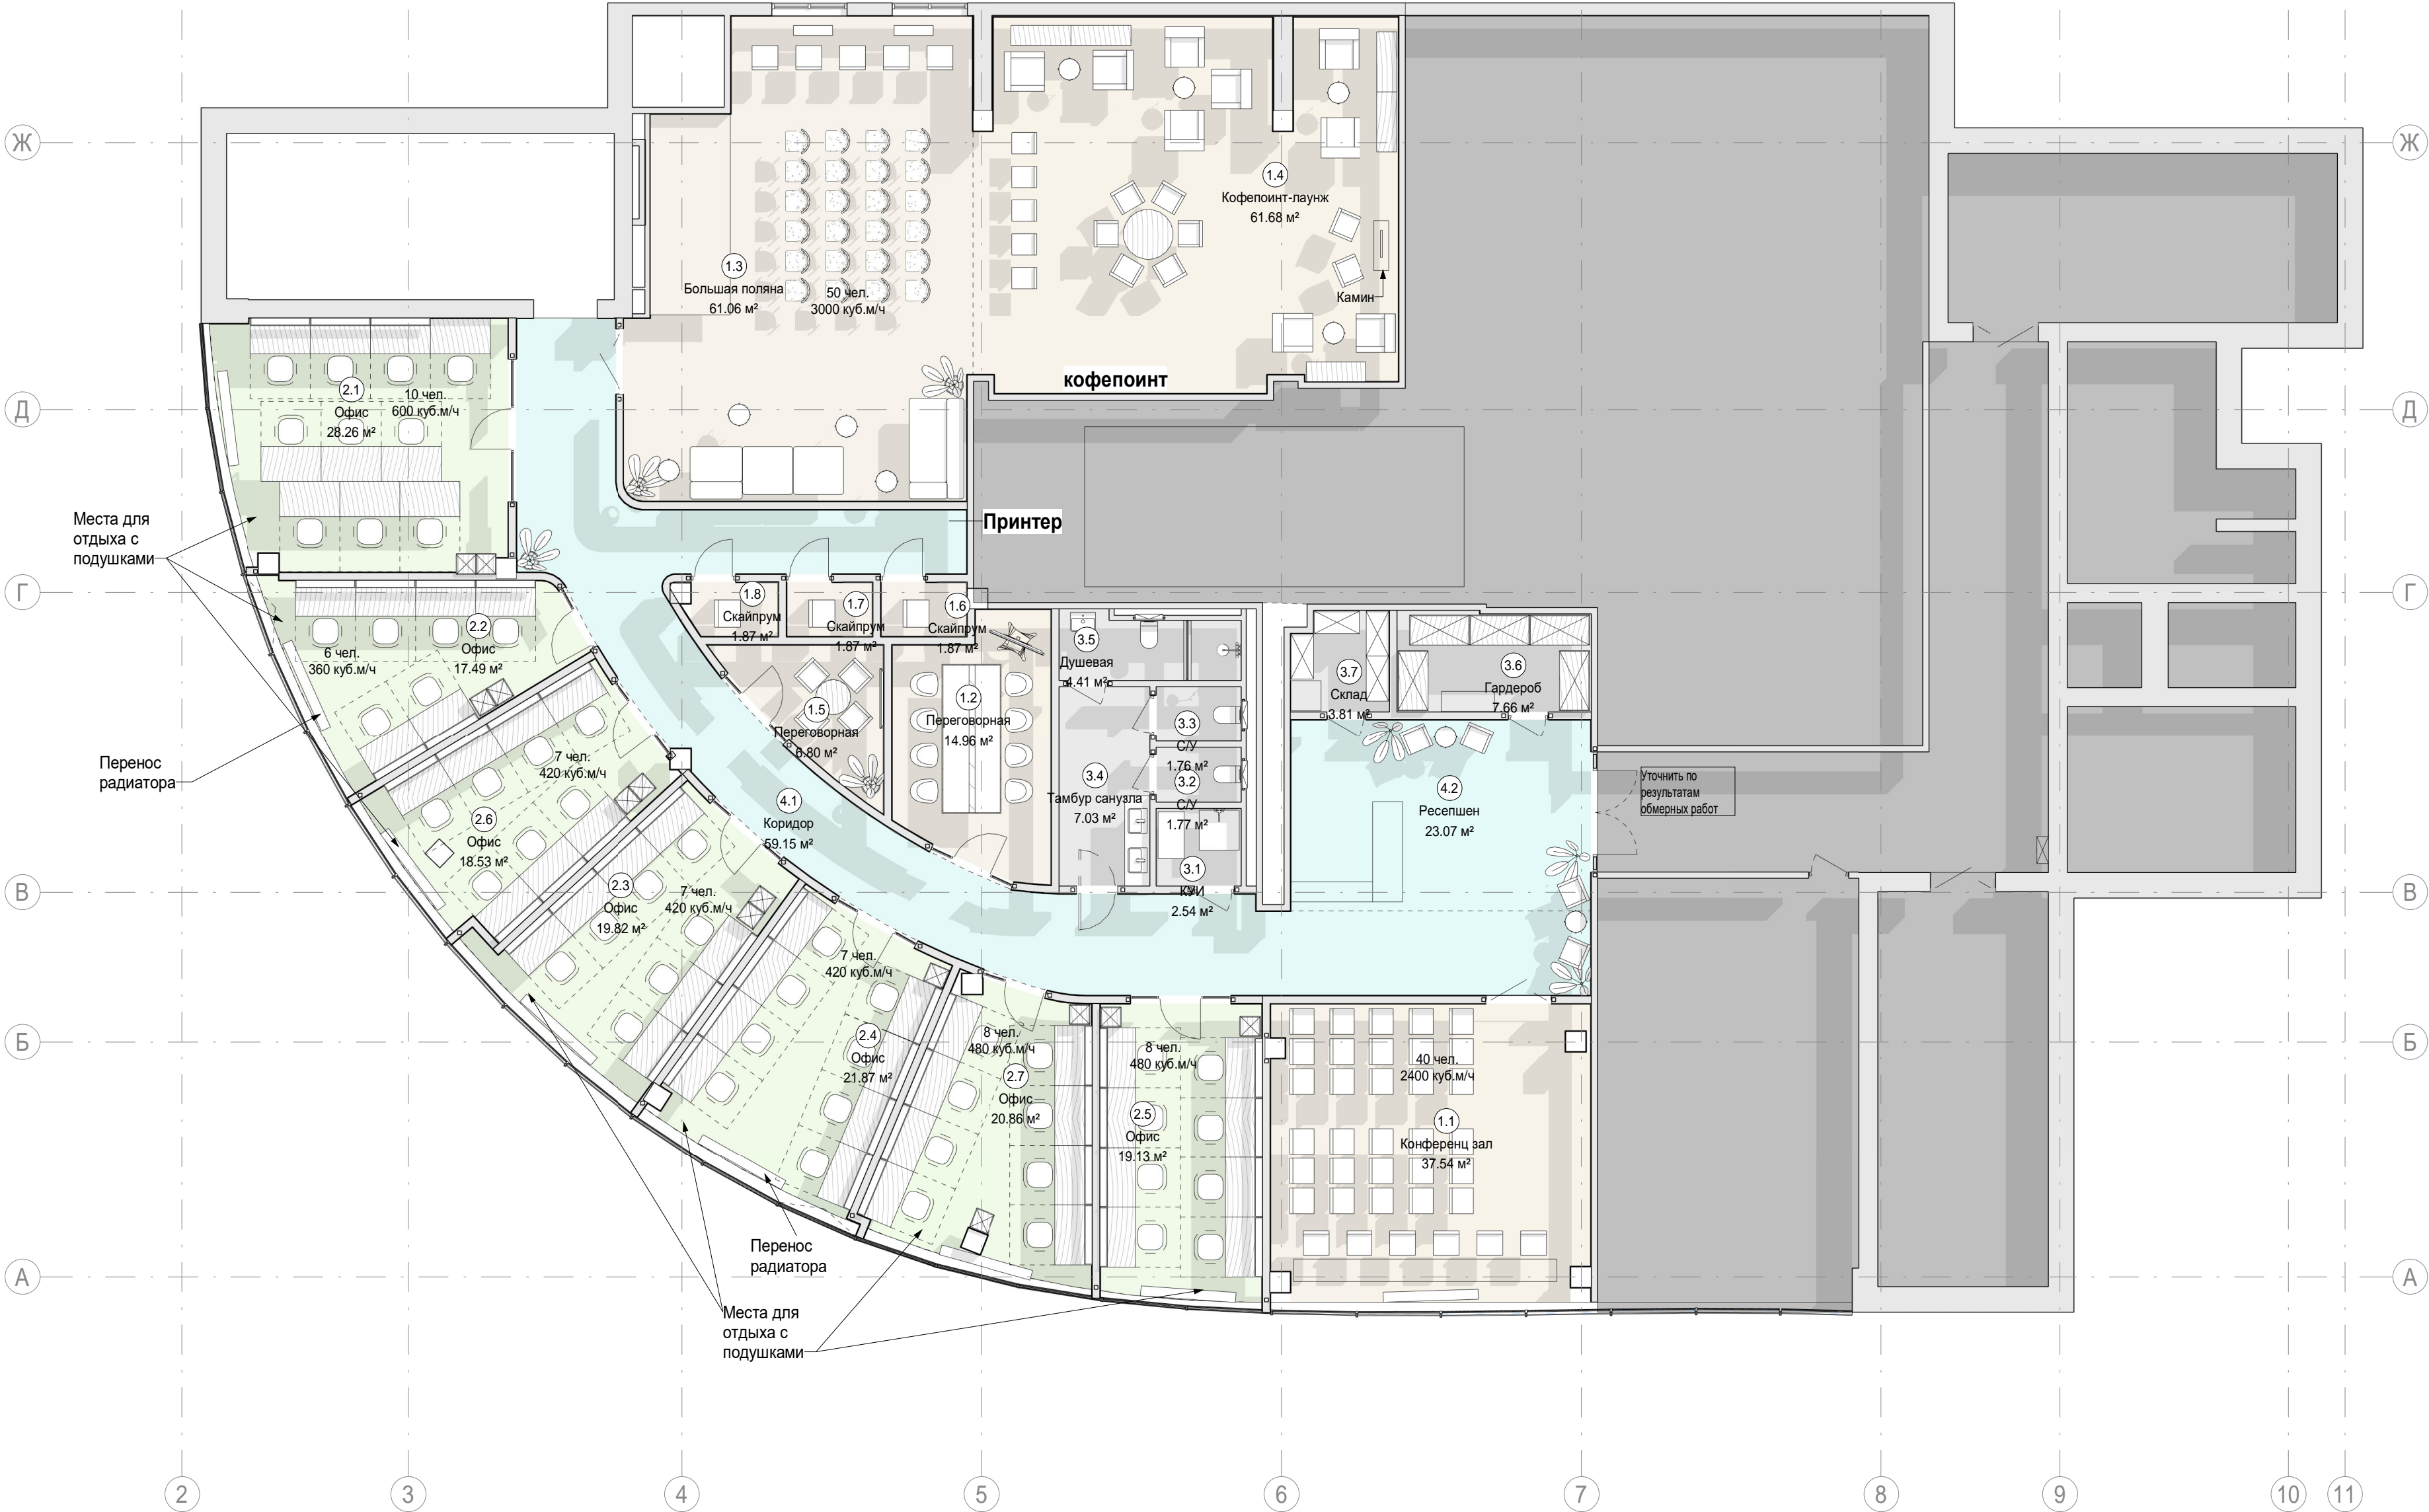 Ж
Ж
1.4
Кофепоинт-лаунж
61.68 м²
1.3
Большая поляна
61.06 м²
50 чел.
3000 куб.м/ч
Камин
кофепоинт
Д
Д
2.1
Офис
28.26 м²
10 чел.
600 куб.м/ч
Места для
отдыха с
подушками
Принтер
Г
Г
1.8
Скайпрум
1.87 м²
1.7
Скайпрум
1.87 м²
1.6
Скайпрум
1.87 м²
2.2
Офис
17.49 м²
6 чел.
360 куб.м/ч
3.5
Душевая
4.41 м²
3.7
Склад
3.81 м²
3.6
Гардероб
7.66 м²
1.5
Переговорная
6.80 м²
1.2
Переговорная
14.96 м²
3.3
С/У
1.76 м²
3.2
С/У
1.77 м²
3.4
Тамбур санузла
7.03 м²
3.1
КУИ
2.54 м²
4.2
Ресепшен
23.07 м²
Уточнить по
результатам
обмерных работ
Перенос
радиатора
7 чел.
420 куб.м/ч
2.6
Офис
18.53 м²
4.1
Коридор
59.15 м²
В
В
2.3
Офис
19.82 м²
7 чел.
420 куб.м/ч
7 чел.
420 куб.м/ч
2.4
Офис
21.87 м²
Б
Б
8 чел.
480 куб.м/ч
2.7
Офис
20.86 м²
8 чел.
480 куб.м/ч
2.5
Офис
19.13 м²
40 чел.
2400 куб.м/ч
1.1
Конференц зал
37.54 м²
Перенос
радиатора
А
А
Места для
отдыха с
подушками
2
3
4
5
6
7
8
9
10
11